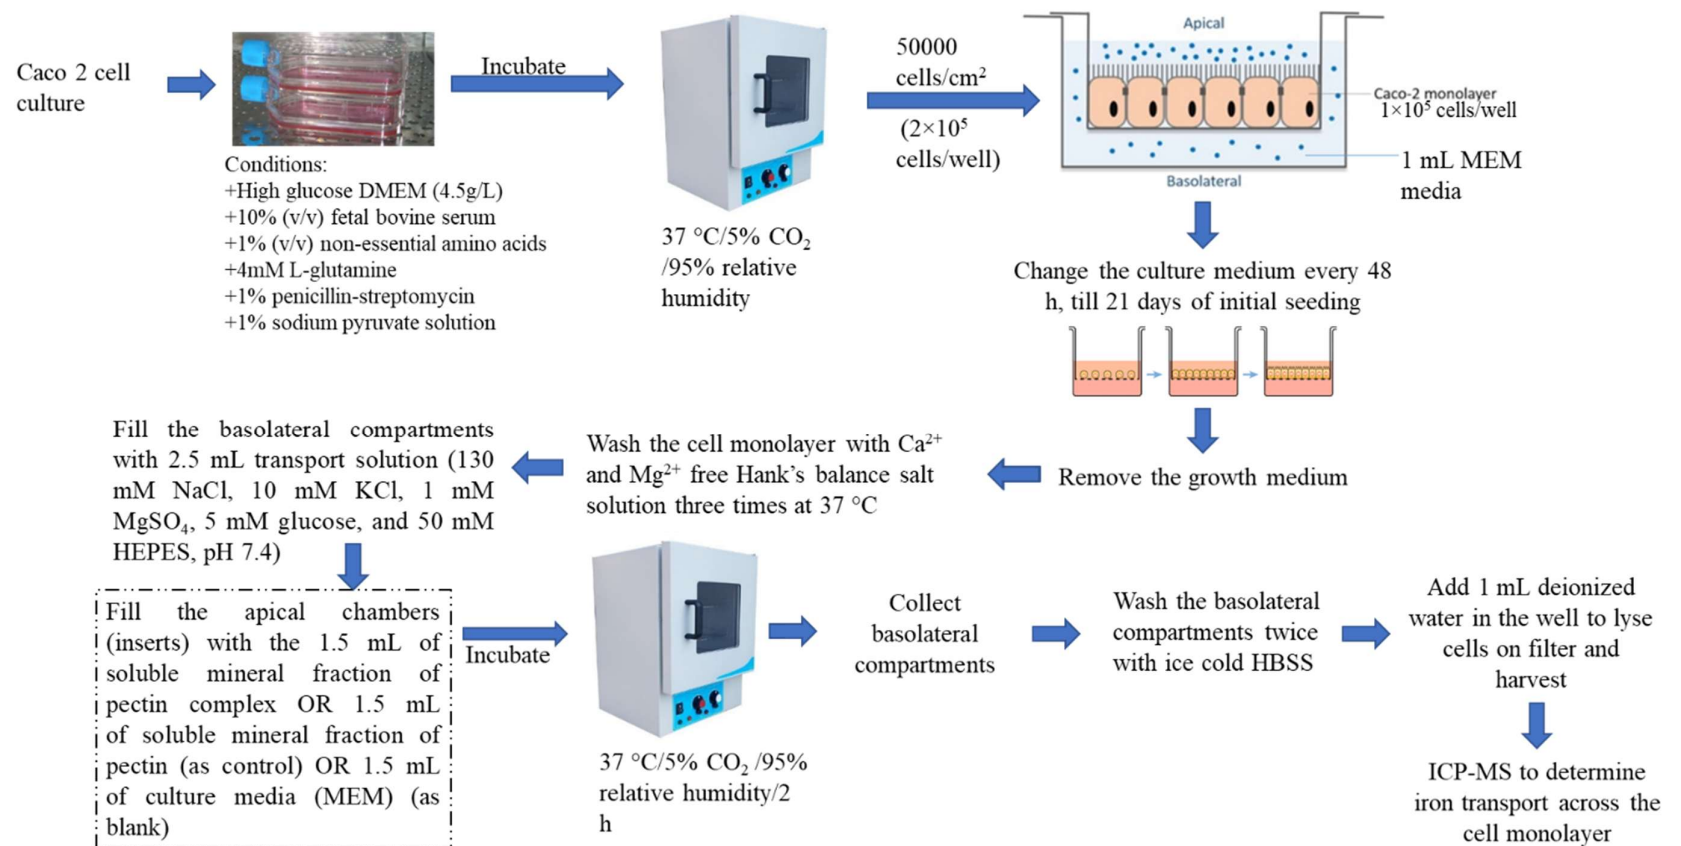 Caco 2 cell
culture
Conditions:
+High glucose DMEM (4.5g/L)
+10% (v/v) fetal bovine serum
+1% (v/v) non-essential amino acids
+4mM L-glutamine
+1% penicillin-streptomycin
+1% sodium pyruvate solution
Incubate
37 °C/5% CO₂
/95% relative
humidity
50000
cells/cm²
(2×10⁵
cells/well)
Apical
Caco-2 monolayer
1×10⁵ cells/well
1 mL MEM
media
Basolateral
Change the culture medium every 48
h, till 21 days of initial seeding
Remove the growth medium
Wash the cell monolayer with Ca²⁺
and Mg²⁺ free Hank's balance salt
solution three times at 37 °C
Fill the basolateral compartments
with 2.5 mL transport solution (130
mM NaCl, 10 mM KCl, 1 mM
MgSO₄, 5 mM glucose, and 50 mM
HEPES, pH 7.4)
Fill the apical chambers
(inserts) with the 1.5 mL of
soluble mineral fraction of
pectin complex OR 1.5 mL
of soluble mineral fraction of
pectin (as control) OR 1.5 mL
of culture media (MEM) (as
blank)
Incubate
37 °C/5% CO₂ /95%
relative humidity/2
h
Collect
basolateral
compartments
Wash the basolateral
compartments twice
with ice cold HBSS
Add 1 mL deionized
water in the well to lyse
cells on filter and
harvest
ICP-MS to determine
iron transport across the
cell monolayer